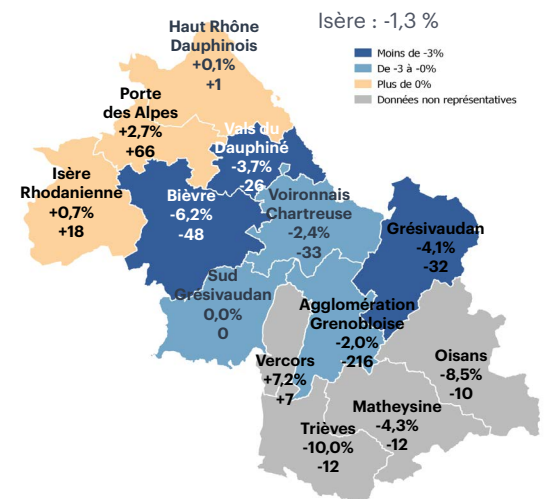 Isère : -1,3 %
Moins de -3%
De -3 à -0%
Plus de 0%
Données non représentatives
Haut Rhône
Dauphinois
+0,1%
+1
Porte
des Alpes
+2,7%
+66
Vals du
Dauphiné
-3,7%
-26
Isère
Rhodanienne
+0,7%
+18
Bièvre
-6,2%
-48
Voironnais
Chartreuse
-2,4%
-33
Grésivaudan
-4,1%
-32
Sud
Grésivaudan
0,0%
0
Agglomération
Grenobloise
-2,0%
-216
Vercors
+7,2%
+7
Oisans
-8,5%
-10
Matheysine
-4,3%
-12
Trièves
-10,0%
-12